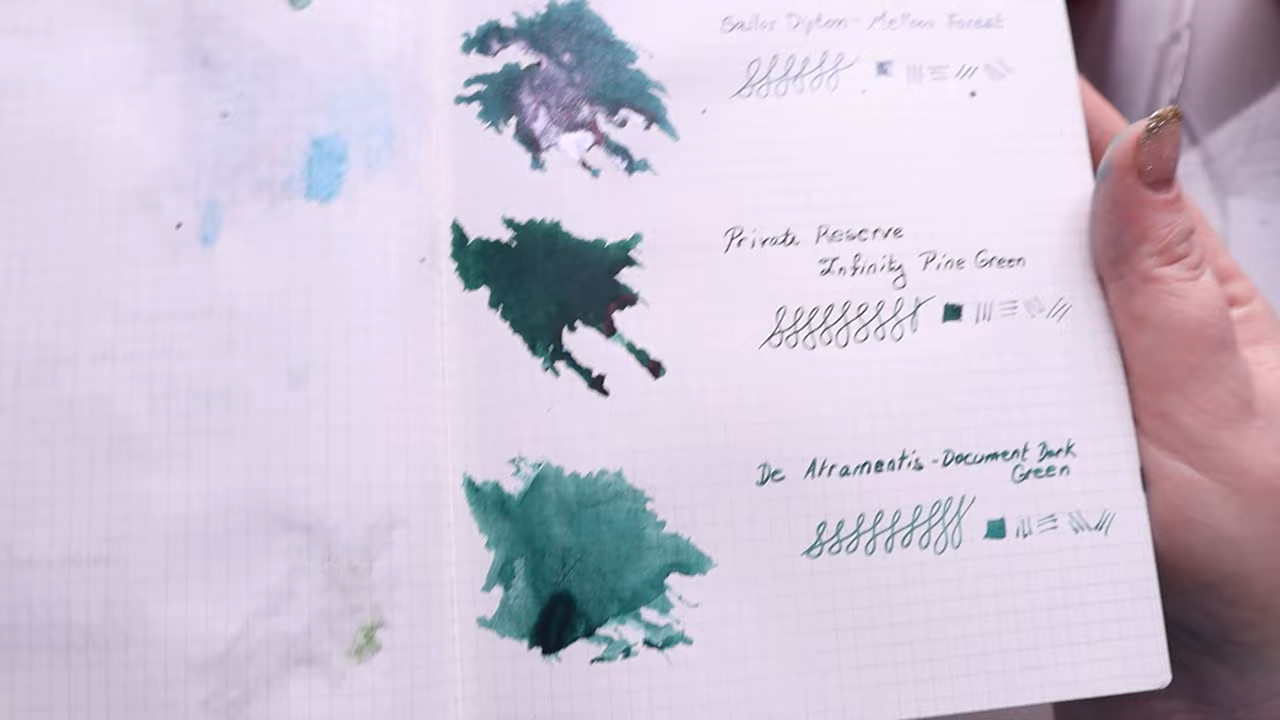 Sailor Dipton - Mellow Forest
Private Reserve
Infinity Pine Green
De Atramentis - Document Dark
Green